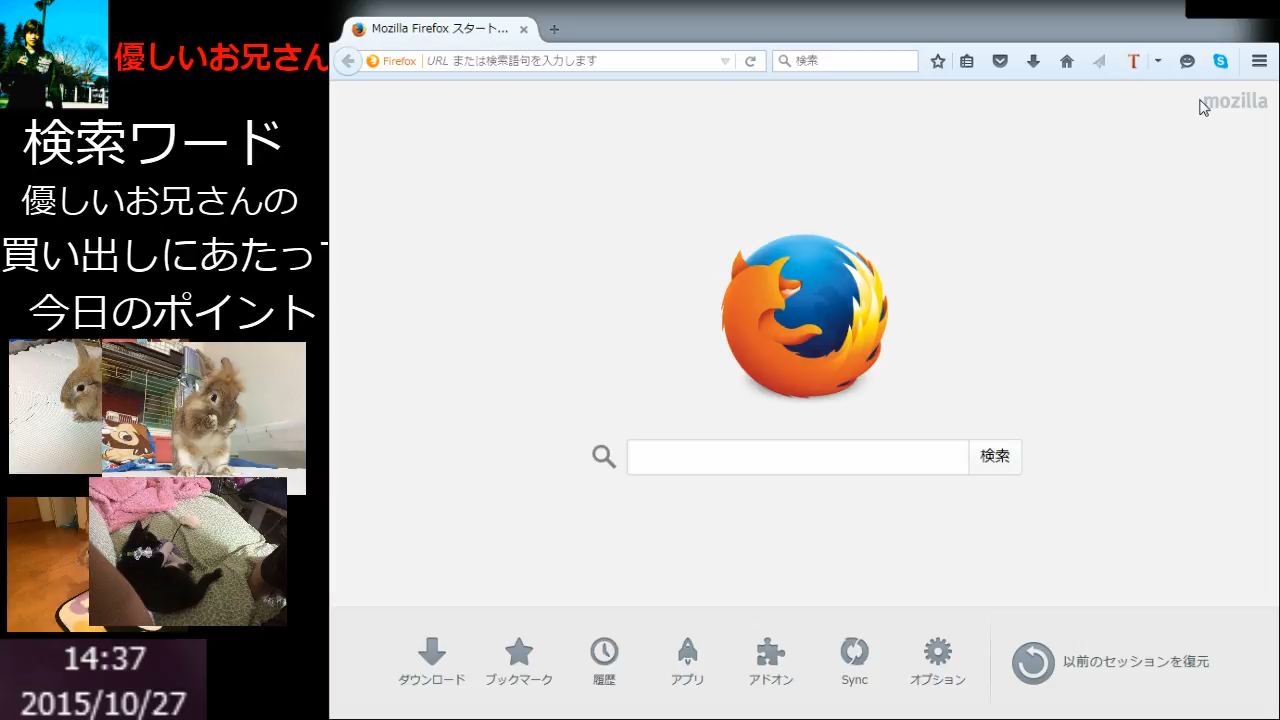 優しいお兄さん
検索ワード
優しいお兄さんの
買い出しにあたっ
今日のポイント
14:37
2015/10/27
Mozilla Firefox スタート...
Firefox
URL または検索語句を入力します
検索
mozilla
検索
ダウンロード
ブックマーク
履歴
アプリ
アドオン
Sync
オプション
以前のセッションを復元